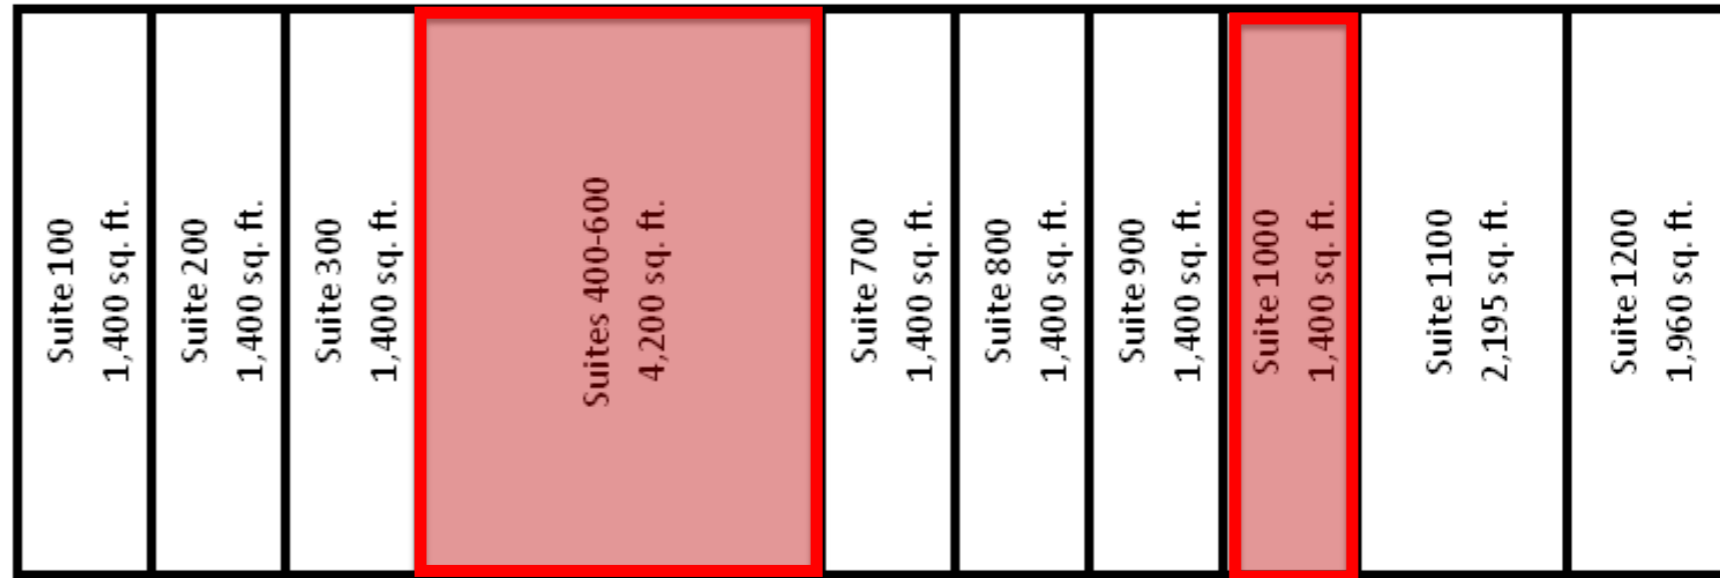 Suite 100
1,400 sq. ft.
Suite 200
1,400 sq. ft.
Suite 300
1,400 sq. ft.
Suites 400-600
4,200 sq. ft.
Suite 700
1,400 sq. ft.
Suite 800
1,400 sq. ft.
Suite 900
1,400 sq. ft.
Suite 1000
1,400 sq. ft.
Suite 1100
2,195 sq. ft.
Suite 1200
1,960 sq. ft.